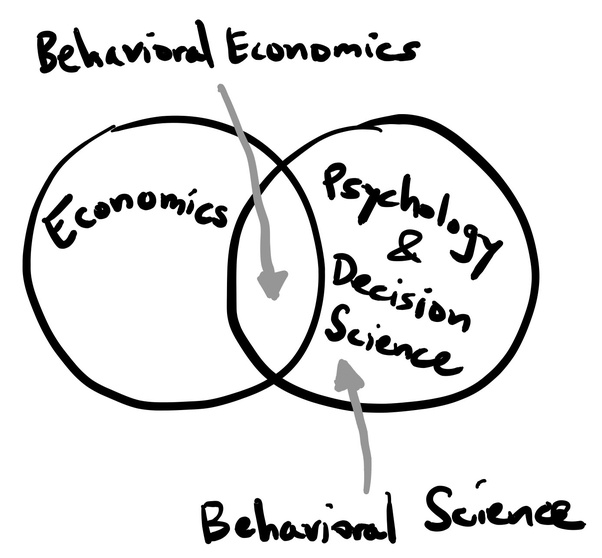 Behavioral Economics
Economics
Psychology
&
Decision
Science
Behavioral Science